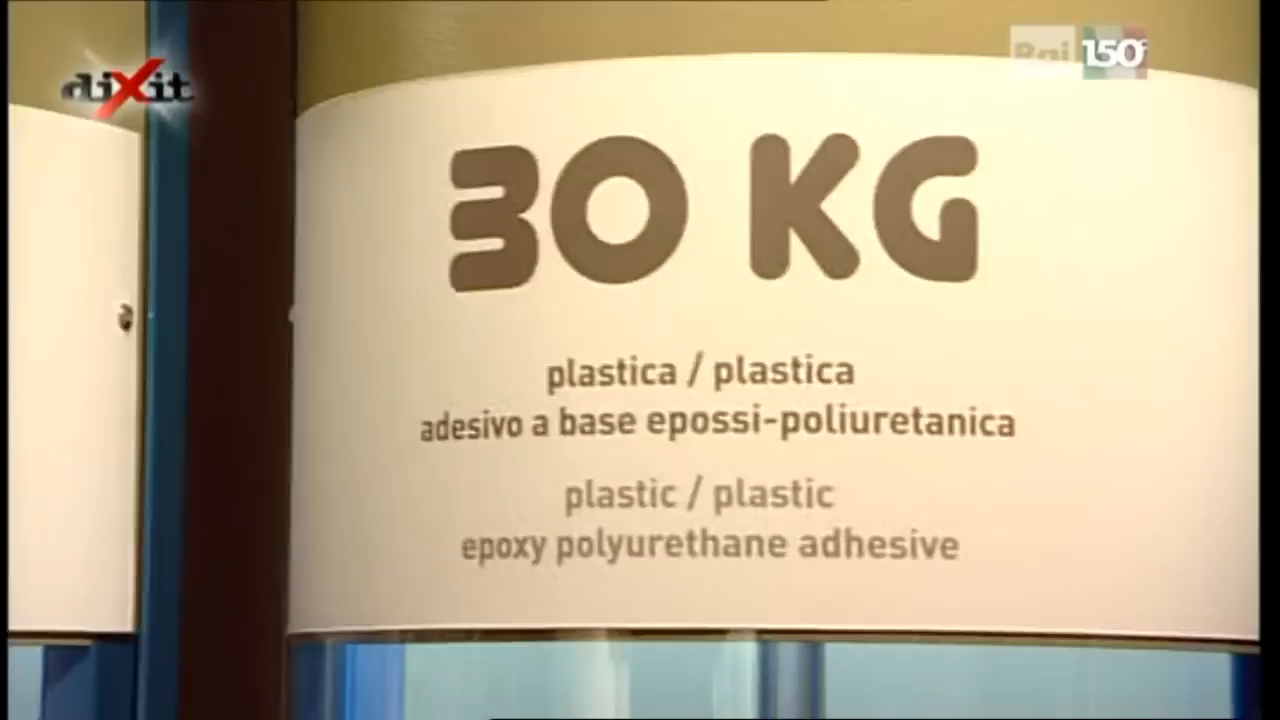 diXit
Rai 150°
30 KG
plastica / plastica
adesivo a base epossi-poliuretanica
plastic / plastic
epoxy polyurethane adhesive